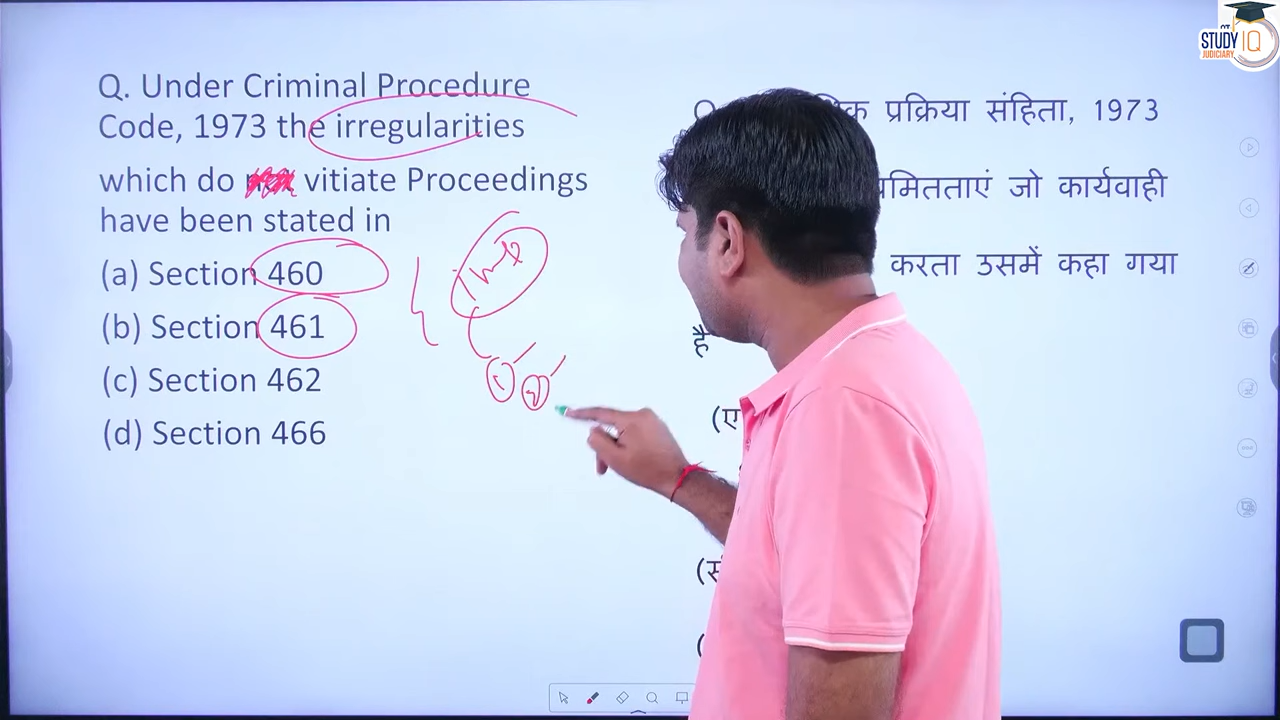 Q. Under Criminal Procedure
Code, 1973 the irregularities
which do vitiate Proceedings
have been stated in
(a) Section 460
(b) Section 461
(c) Section 462
(d) Section 466
प्रक्रिया संहिता, 1973
जो कार्यवाही
करता उसमें कहा गया
है
(ए
STUDY IQ
JUDICIARY